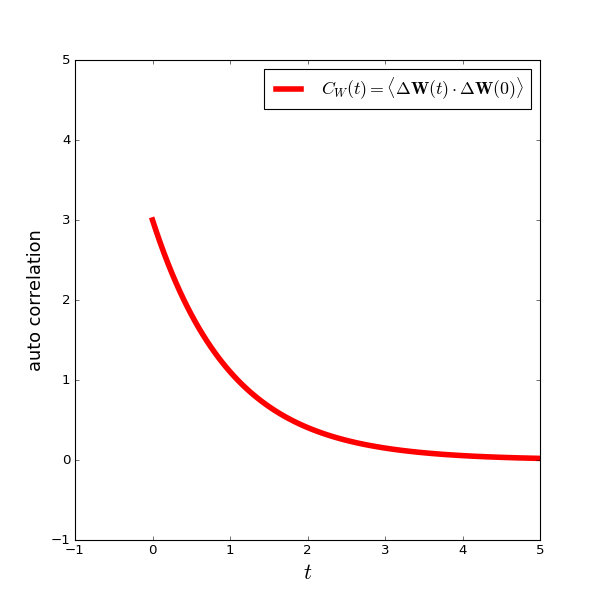 5
4
3
2
1
0
−1
−1 0 1 2 3 4 5
auto correlation
t
C_W(t) = ⟨ΔW(t) · ΔW(0)⟩